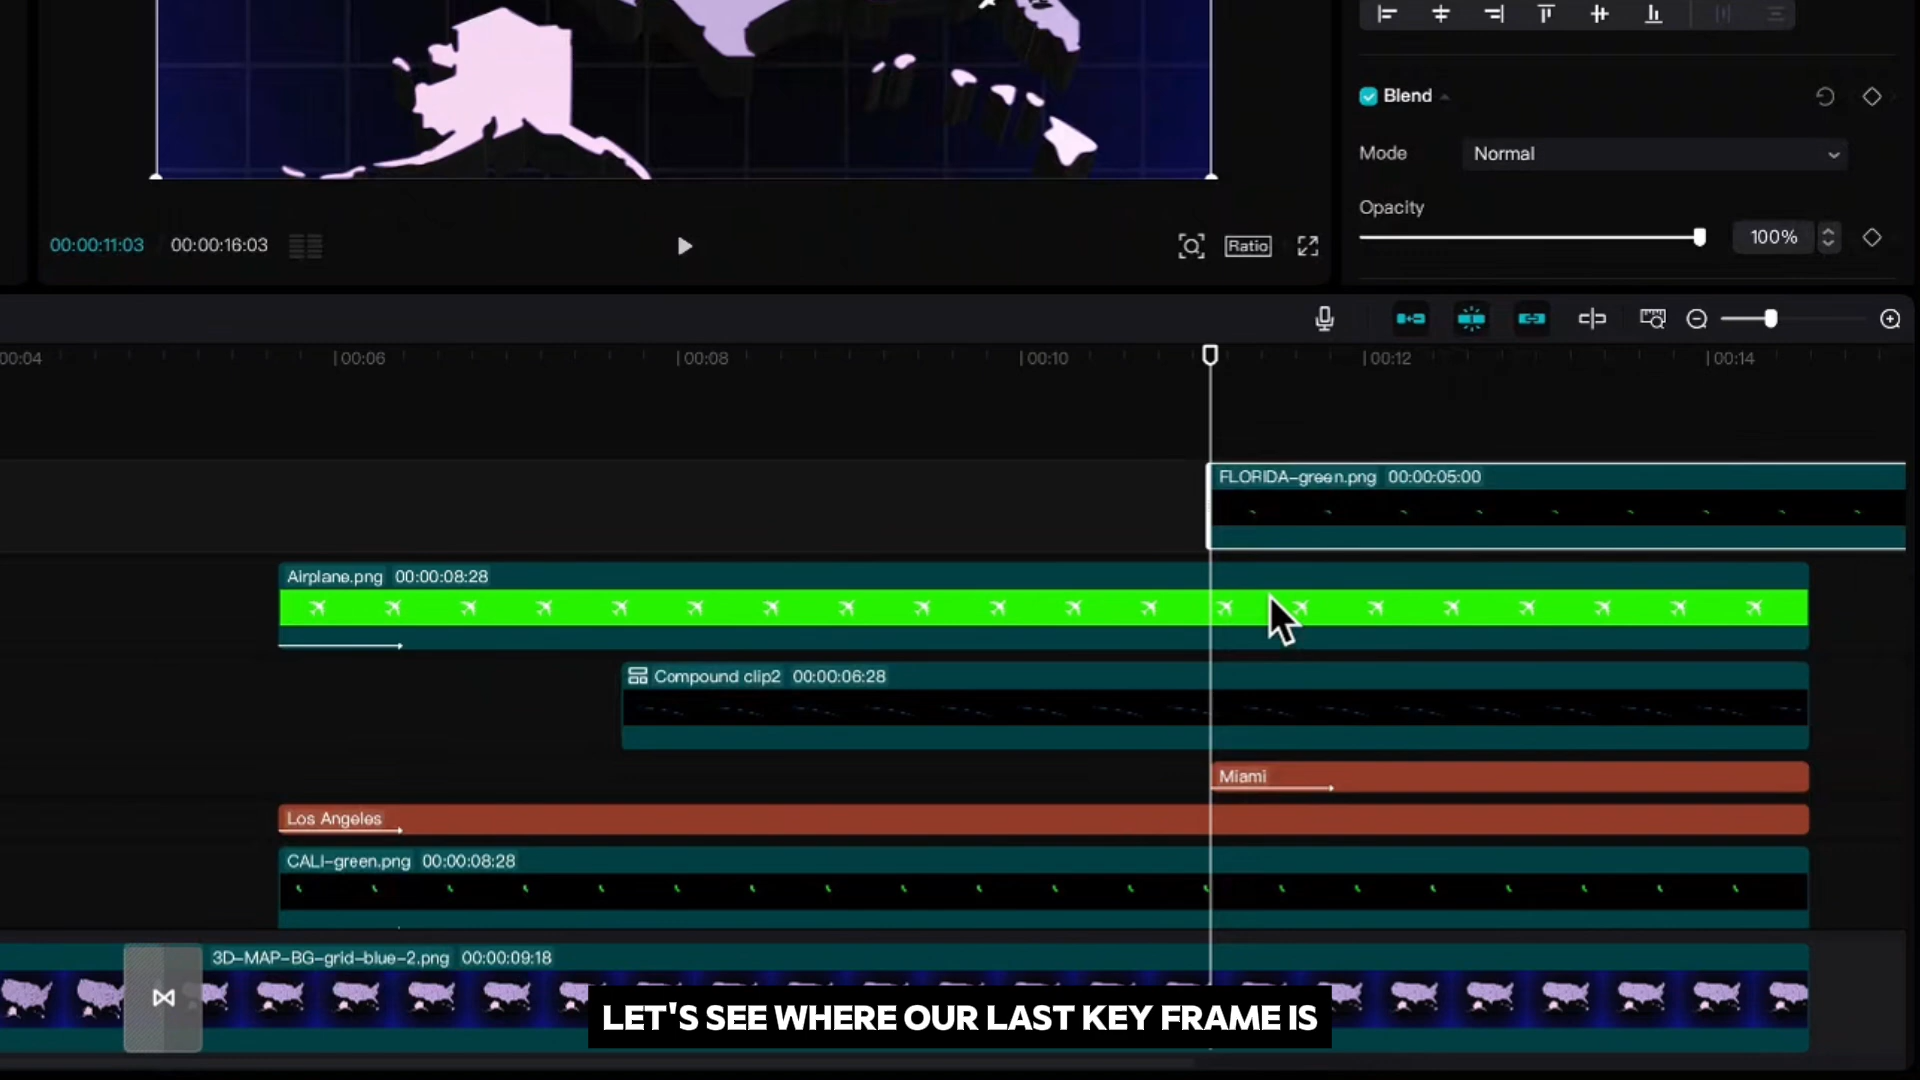 Blend
Mode
Normal
Opacity
100%
00:00:11:03
00:00:16:03
Ratio
00:04
00:06
00:08
00:10
00:12
00:14
FLORIDA-green.png 00:00:05:00
Airplane.png 00:00:08:28
Compound clip2 00:00:06:28
Miami
Los Angeles
CALI-green.png 00:00:08:28
3D-MAP-BG-grid-blue-2.png 00:00:09:18
LET'S SEE WHERE OUR LAST KEY FRAME IS